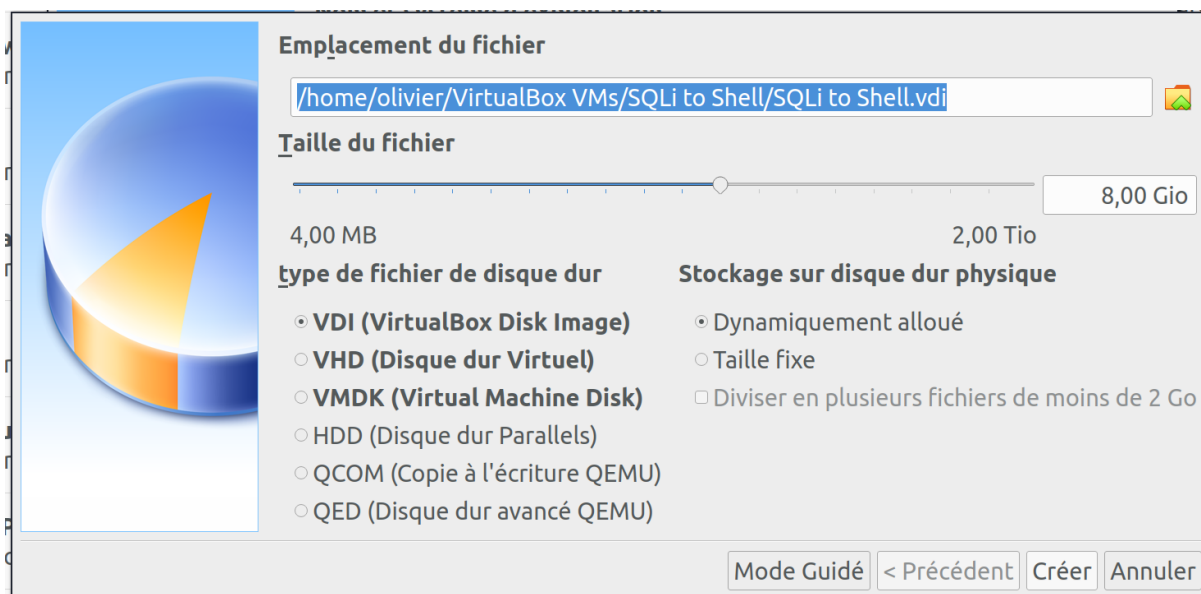 Emplacement du fichier
/home/olivier/VirtualBox VMs/SQLi to Shell/SQLi to Shell.vdi
Taille du fichier
8,00 Gio
4,00 MB 2,00 Tio
type de fichier de disque dur
Stockage sur disque dur physique
VDI (VirtualBox Disk Image)
Dynamiquement alloué
VHD (Disque dur Virtuel)
Taille fixe
VMDK (Virtual Machine Disk)
Diviser en plusieurs fichiers de moins de 2 Go
HDD (Disque dur Parallels)
QCOM (Copie à l'écriture QEMU)
QED (Disque dur avancé QEMU)
Mode Guidé < Précédent Créer Annuler